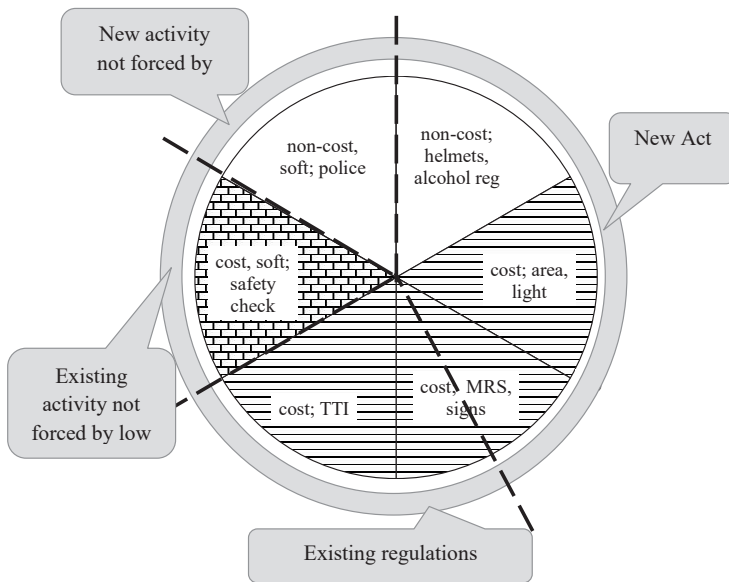 New activity
not forced by
non-cost,
soft; police
non-cost;
helmets,
alcohol reg
New Act
cost, soft;
safety
check
cost; area,
light
Existing
activity not
forced by low
cost; TTI
cost, MRS,
signs
Existing regulations